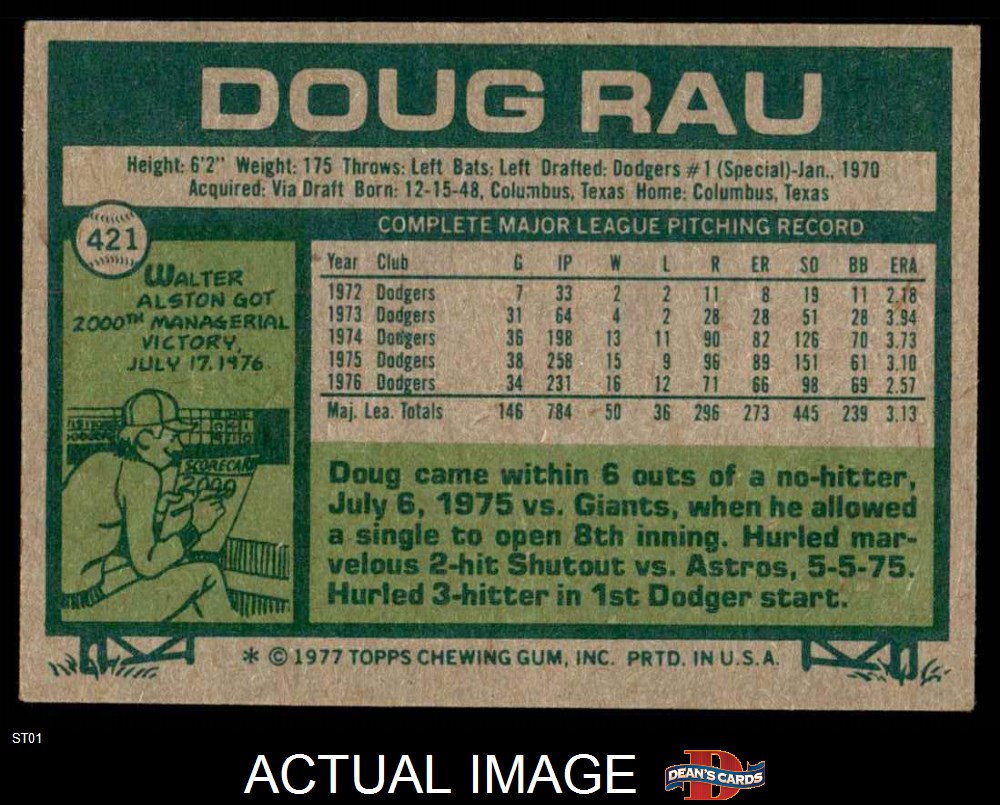 DOUG RAU
Height: 6'2" Weight: 175 Throws: Left Bats: Left Drafted: Dodgers #1 (Special)-Jan., 1970
Acquired: Via Draft Born: 12-15-48, Columbus, Texas Home: Columbus, Texas
421
WALTER
ALSTON GOT
2000TH MANAGERIAL
VICTORY,
JULY 17, 1976
SCORECARD
2000
COMPLETE MAJOR LEAGUE PITCHING RECORD
Year Club G IP W L R ER SO BB ERA
1972 Dodgers 7 33 2 2 11 8 19 11 2.18
1973 Dodgers 31 64 4 2 28 28 51 28 3.94
1974 Dodgers 36 198 13 11 90 82 126 70 3.73
1975 Dodgers 38 258 15 9 96 89 151 61 3.10
1976 Dodgers 34 231 16 12 71 66 98 69 2.57
Maj. Lea. Totals 146 784 50 36 296 273 445 239 3.13
Doug came within 6 outs of a no-hitter,
July 6, 1975 vs. Giants, when he allowed
a single to open 8th inning. Hurled mar-
velous 2-hit Shutout vs. Astros, 5-5-75.
Hurled 3-hitter in 1st Dodger start.
* © 1977 TOPPS CHEWING GUM, INC. PRTD. IN U.S.A.
ST01
ACTUAL IMAGE
D
DEAN'S CARDS